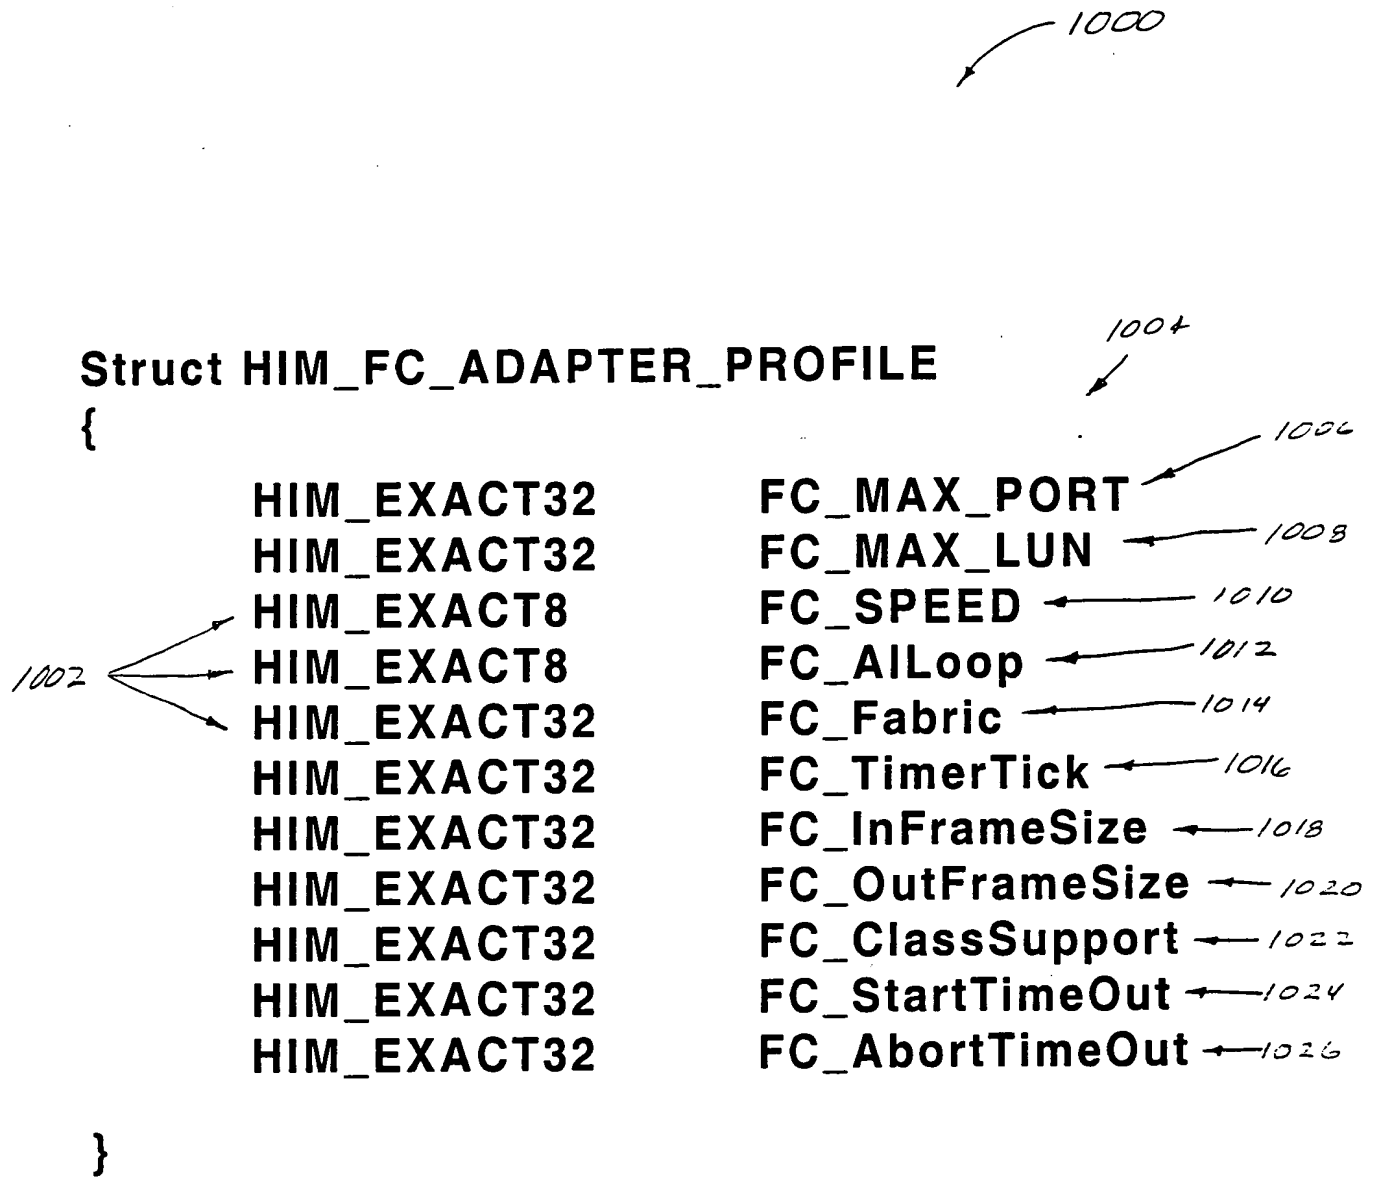 1000
1004
Struct HIM_FC_ADAPTER_PROFILE
{
HIM_EXACT32 FC_MAX_PORT 1006
HIM_EXACT32 FC_MAX_LUN 1008
HIM_EXACT8 FC_SPEED 1010
1002 HIM_EXACT8 FC_AlLoop 1012
HIM_EXACT32 FC_Fabric 1014
HIM_EXACT32 FC_TimerTick 1016
HIM_EXACT32 FC_InFrameSize 1018
HIM_EXACT32 FC_OutFrameSize 1020
HIM_EXACT32 FC_ClassSupport 1022
HIM_EXACT32 FC_StartTimeOut 1024
HIM_EXACT32 FC_AbortTimeOut 1026
}